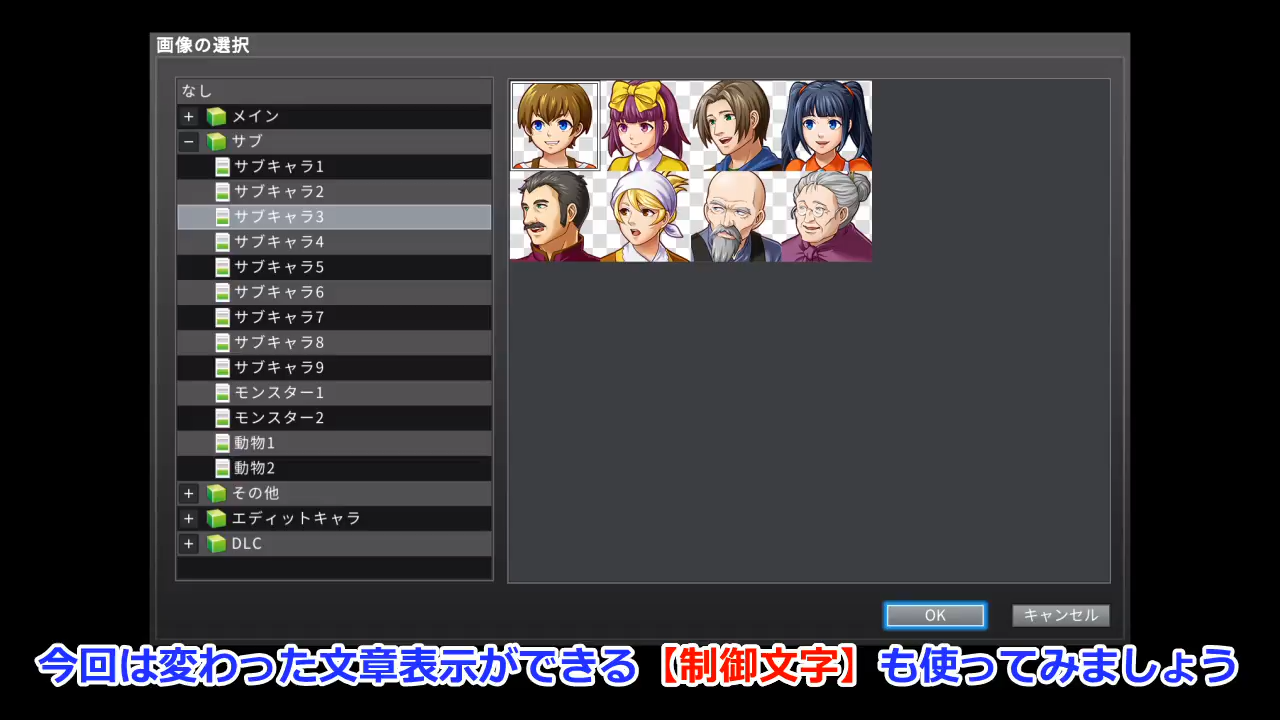 画像の選択
なし
+ メイン
− サブ
サブキャラ1
サブキャラ2
サブキャラ3
サブキャラ4
サブキャラ5
サブキャラ6
サブキャラ7
サブキャラ8
サブキャラ9
モンスター1
モンスター2
動物1
動物2
+ その他
+ エディットキャラ
+ DLC
OK
キャンセル
今回は変わった文章表示ができる【制御文字】も使ってみましょう